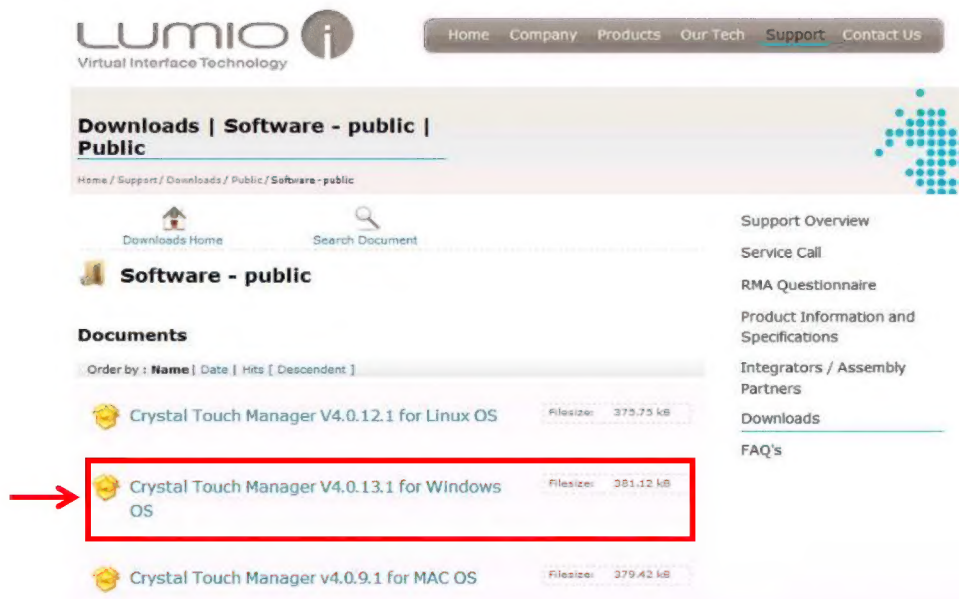 LUMIO i
Virtual Interface Technology
Home Company Products Our Tech Support Contact Us
Downloads | Software - public |
Public
Home / Support / Downloads / Public / Software - public
Downloads Home
Search Document
Software - public
Documents
Order by : Name | Date | Hits [ Descendent ]
Crystal Touch Manager V4.0.12.1 for Linux OS
Filesize: 375.75 kB
Crystal Touch Manager V4.0.13.1 for Windows
OS
Filesize: 381.12 kB
Crystal Touch Manager v4.0.9.1 for MAC OS
Filesize: 379.42 kB
Support Overview
Service Call
RMA Questionnaire
Product Information and
Specifications
Integrators / Assembly
Partners
Downloads
FAQ's